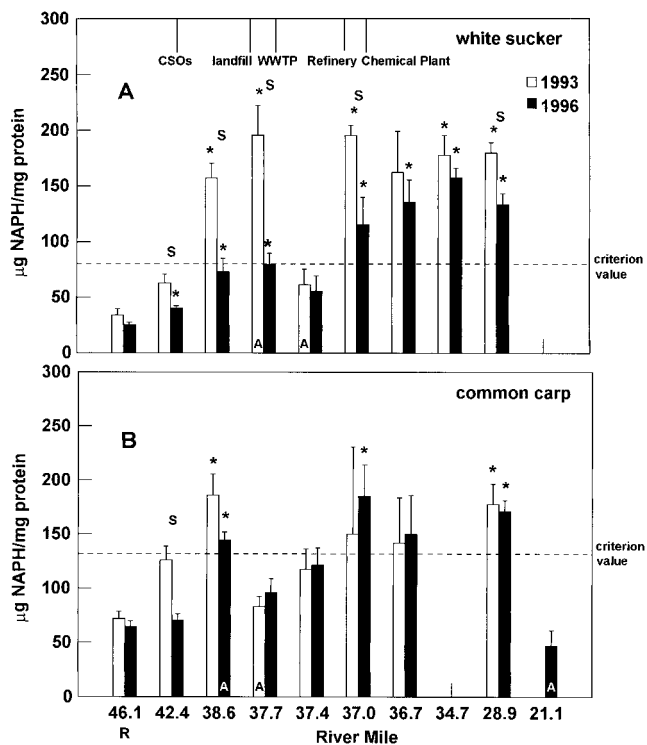 300
250
200
150
100
50
0
µg NAPH/mg protein
CSOs
landfill WWTP
Refinery Chemical Plant
white sucker
1993
1996
A
S
* S
* S
* S
* S
*
*
*
*
*
*
*
*
criterion value
A
A
300
250
200
150
100
50
0
µg NAPH/mg protein
common carp
B
S
*
*
*
*
*
criterion value
A
A
A
46.1 42.4 38.6 37.7 37.4 37.0 36.7 34.7 28.9 21.1
R
River Mile